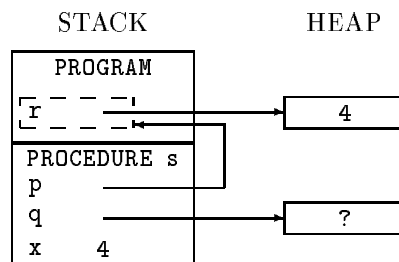 STACK HEAP
PROGRAM
r 4
PROCEDURE s
p
q ?
x 4